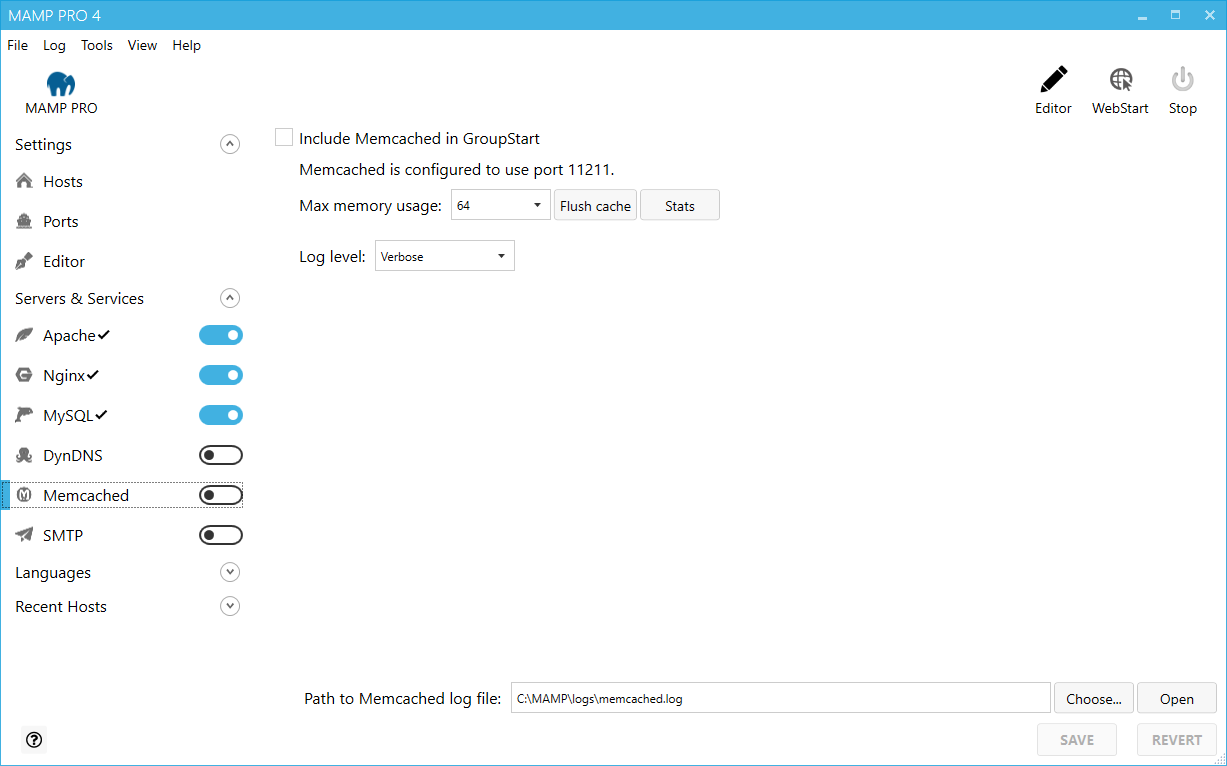 MAMP PRO 4
File Log Tools View Help
MAMP PRO
Editor WebStart Stop
Settings
Hosts
Ports
Editor
Servers & Services
Apache
Nginx
MySQL
DynDNS
Memcached
SMTP
Languages
Recent Hosts
Include Memcached in GroupStart
Memcached is configured to use port 11211.
Max memory usage: 64 Flush cache Stats
Log level: Verbose
Path to Memcached log file: C:\MAMP\logs\memcached.log Choose... Open
SAVE REVERT